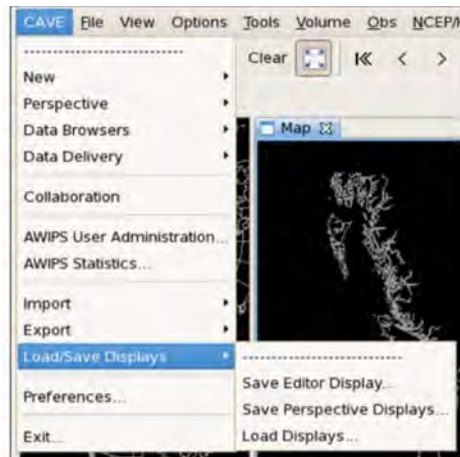 CAVE File View Options Tools Volume Obs
Clear
----------------------------
New
Perspective
Data Browsers
Data Delivery
Map
Collaboration
AWIPS User Administration...
AWIPS Statistics...
Import
Export
Load/Save Displays
----------------------------
Save Editor Display...
Save Perspective Displays...
Load Displays...
Preferences...
Exit...